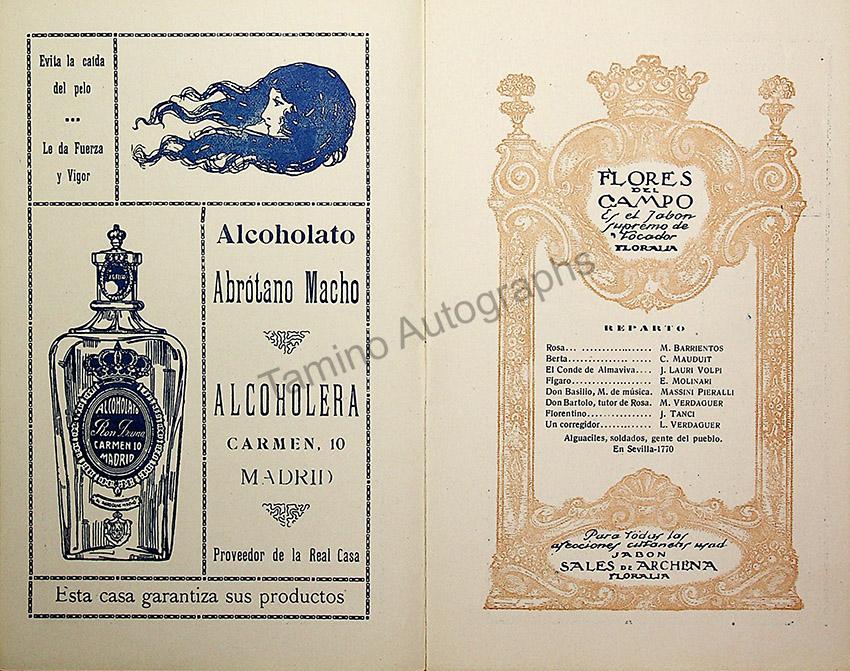 Evita la caída
del pelo
...
Le da Fuerza
y Vigor
Alcoholato
Abrótano Macho
ALCOHOLERA
CARMEN, 10
MADRID
Proveedor de la Real Casa
ALCOHOLATO
CARMEN 10
MADRID
Esta casa garantiza sus productos
FLORES
DEL
CAMPO
Es el Jabon
supremo de
Tocador
FLORALIA
REPARTO
Rosa... ................... M. BARRIENTOS
Berta............ ........ ..... C. MAUDUIT
El Conde de Almaviva.... J. LAURI VOLPI
Fígaro...................... E. MOLINARI
Don Basilio, M. de música. MASSINI PIERALLI
Don Bartolo, tutor de Rosa. M. VERDAGUER
Florentino................... J. TANCI
Un corregidor............. L. VERDAGUER
Alguaciles, soldados, gente del pueblo.
En Sevilla-1770
Para todas las
afecciones cutaneas usad
JABON
SALES DE ARCHENA
FLORALIA
Tamino Autographs